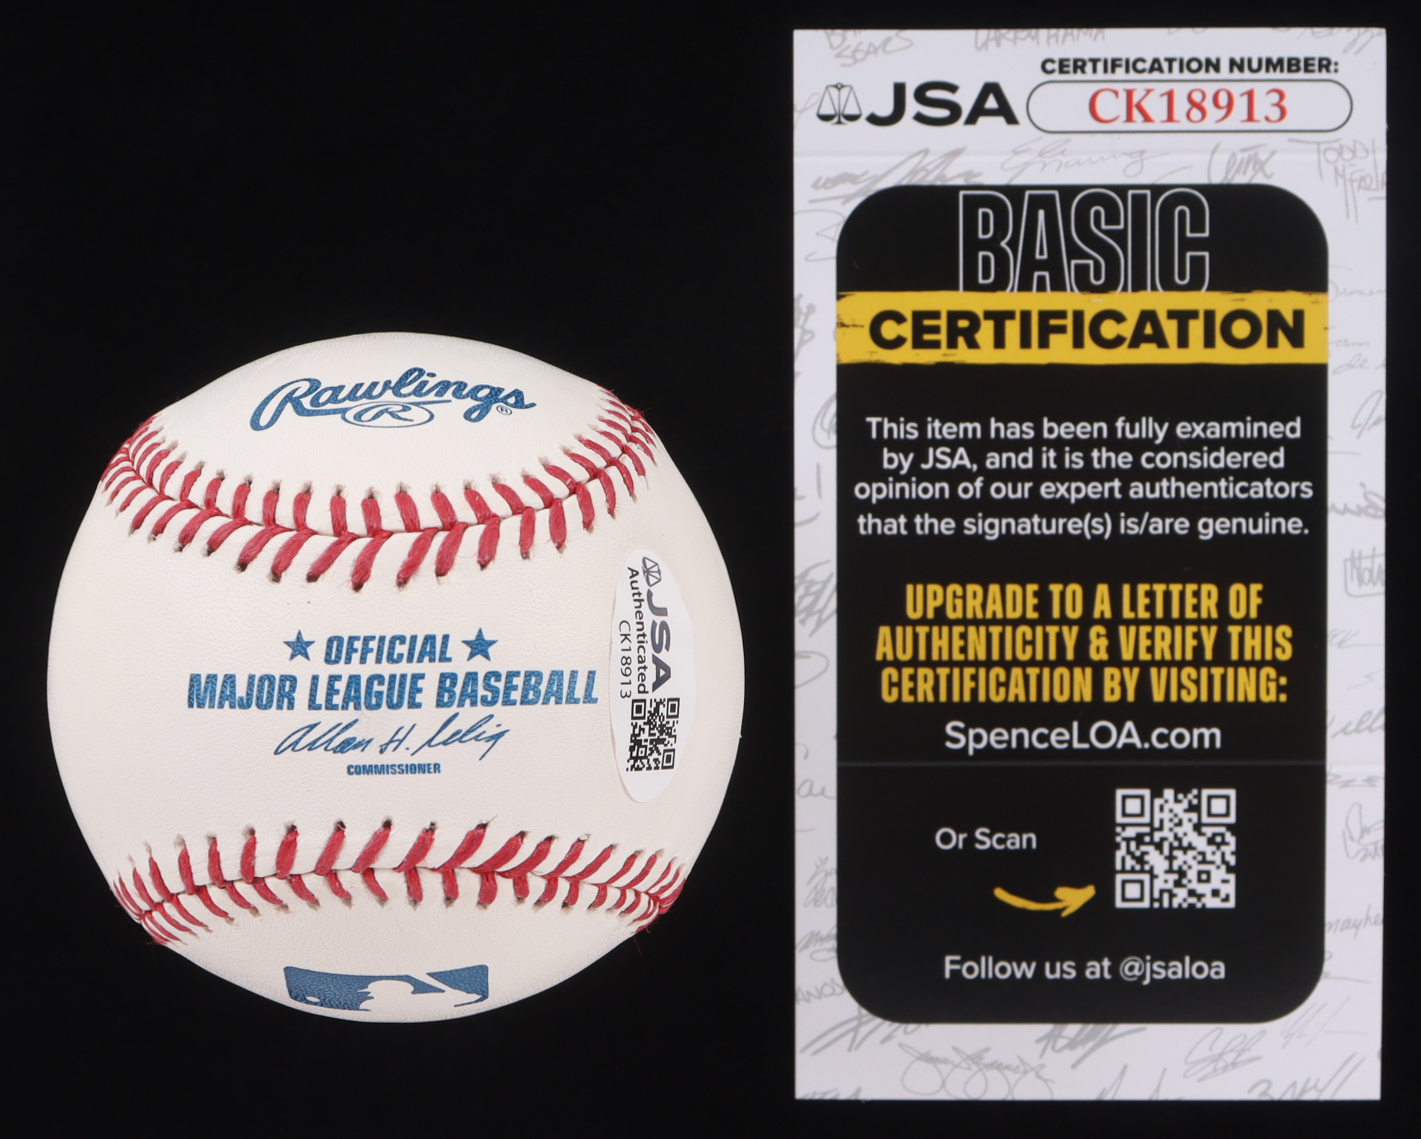 Rawlings®
R
OFFICIAL
MAJOR LEAGUE BASEBALL
Allan H. Selig
COMMISSIONER
JSA
Authenticated
CK18913
CERTIFICATION NUMBER:
JSA
CK18913
BASIC
CERTIFICATION
This item has been fully examined
by JSA, and it is the considered
opinion of our expert authenticators
that the signature(s) is/are genuine.
UPGRADE TO A LETTER OF
AUTHENTICITY & VERIFY THIS
CERTIFICATION BY VISITING:
SpenceLOA.com
Or Scan
Follow us at @jsaloa